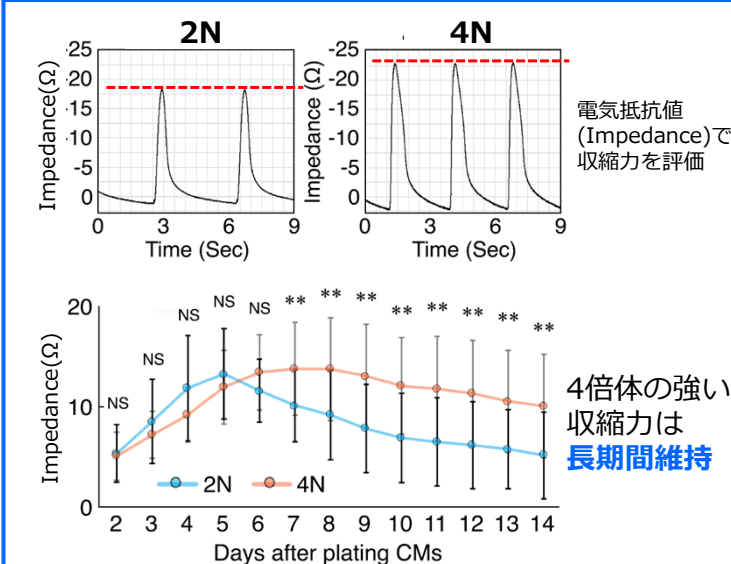 2N
Impedance(Ω)
-25
-20
-15
-10
-5
0
0 3 6 9
Time (Sec)
4N
Impedance (Ω)
-25
-20
-15
-10
-5
0
0 3 6 9
Time (Sec)
電気抵抗値
(Impedance)で
収縮力を評価
Impedance(Ω)
20
10
0
NS NS NS NS NS ** ** ** ** ** ** ** **
2N 4N
2 3 4 5 6 7 8 9 10 11 12 13 14
Days after plating CMs
4倍体の強い
収縮力は
長期間維持